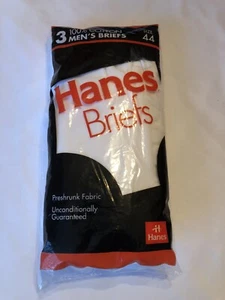 3 100% COTTON
MEN'S BRIEFS
SIZE
44
Hanes
Briefs
Preshrunk Fabric
Unconditionally
Guaranteed
H
Hanes